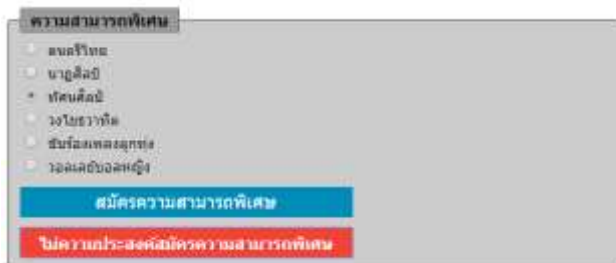 ความสามารถพิเศษ
ดนตรีไทย
นาฏศิลป์
ทัศนศิลป์
วงโยธวาทิต
ขับร้องเพลงลูกทุ่ง
วอลเลย์บอลหญิง
สมัครความสามารถพิเศษ
ไม่ความประสงค์สมัครความสามารถพิเศษ